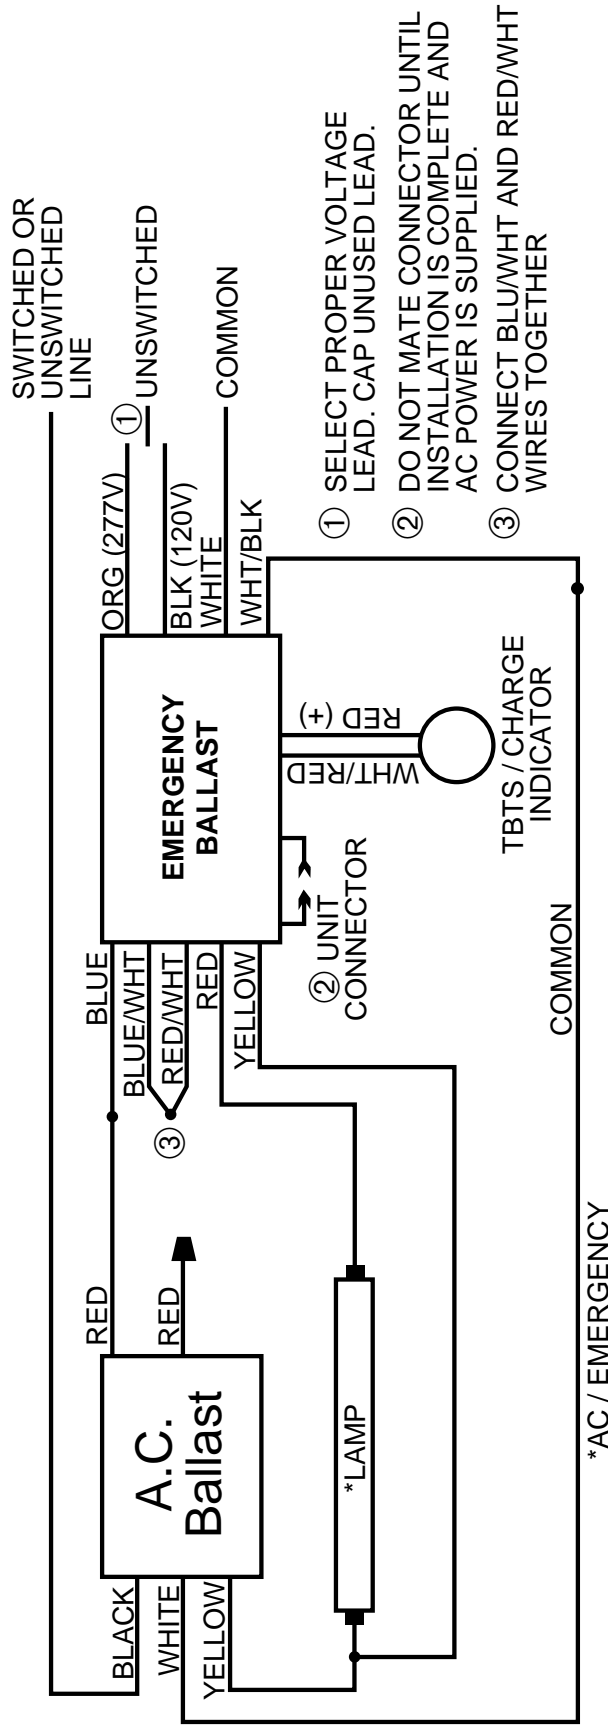 SWITCHED OR
UNSWITCHED
LINE
① UNSWITCHED
COMMON
ORG (277V)
BLK (120V)
WHITE
WHT/BLK
EMERGENCY
BALLAST
BLUE
BLUE/WHT
RED/WHT
RED
YELLOW
③
RED
RED
A.C.
Ballast
BLACK
WHITE
YELLOW
*LAMP
② UNIT
CONNECTOR
RED (+)
WHT/RED
TBTS / CHARGE
INDICATOR
COMMON
*AC / EMERGENCY
① SELECT PROPER VOLTAGE
LEAD. CAP UNUSED LEAD.
② DO NOT MATE CONNECTOR UNTIL
INSTALLATION IS COMPLETE AND
AC POWER IS SUPPLIED.
③ CONNECT BLU/WHT AND RED/WHT
WIRES TOGETHER